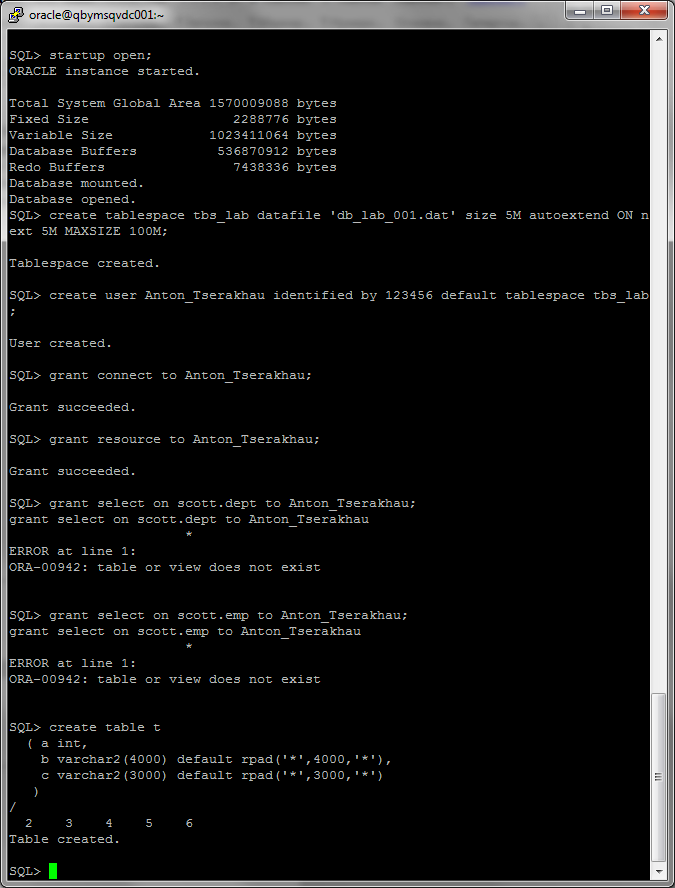 oracle@qbymsqvdc001:~
SQL> startup open;
ORACLE instance started.
Total System Global Area 1570009088 bytes
Fixed Size                  2288776 bytes
Variable Size            1023411064 bytes
Database Buffers          536870912 bytes
Redo Buffers                7438336 bytes
Database mounted.
Database opened.
SQL> create tablespace tbs_lab datafile 'db_lab_001.dat' size 5M autoextend ON n
ext 5M MAXSIZE 100M;
Tablespace created.
SQL> create user Anton_Tserakhau identified by 123456 default tablespace tbs_lab
;
User created.
SQL> grant connect to Anton_Tserakhau;
Grant succeeded.
SQL> grant resource to Anton_Tserakhau;
Grant succeeded.
SQL> grant select on scott.dept to Anton_Tserakhau;
grant select on scott.dept to Anton_Tserakhau
                      *
ERROR at line 1:
ORA-00942: table or view does not exist
SQL> grant select on scott.emp to Anton_Tserakhau;
grant select on scott.emp to Anton_Tserakhau
                      *
ERROR at line 1:
ORA-00942: table or view does not exist
SQL> create table t
  ( a int,
    b varchar2(4000) default rpad('*',4000,'*'),
    c varchar2(3000) default rpad('*',3000,'*')
   )
/
  2    3    4    5    6
Table created.
SQL>